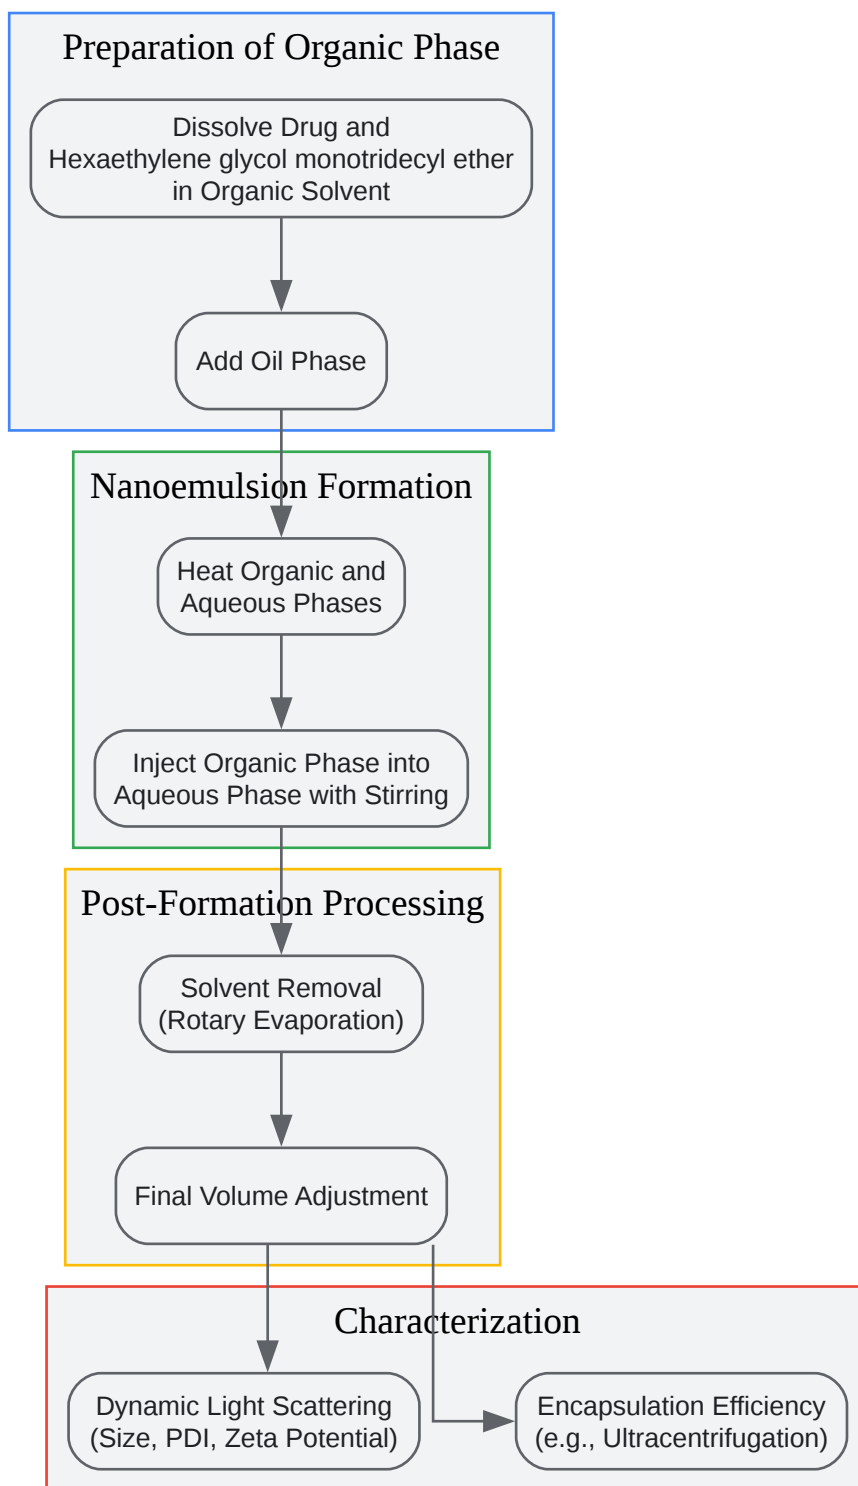 Preparation of Organic Phase
Dissolve Drug and
Hexaethylene glycol monotridecyl ether
in Organic Solvent
Add Oil Phase
Nanoemulsion Formation
Heat Organic and
Aqueous Phases
Inject Organic Phase into
Aqueous Phase with Stirring
Post-Formation Processing
Solvent Removal
(Rotary Evaporation)
Final Volume Adjustment
Characterization
Dynamic Light Scattering
(Size, PDI, Zeta Potential)
Encapsulation Efficiency
(e.g., Ultracentrifugation)